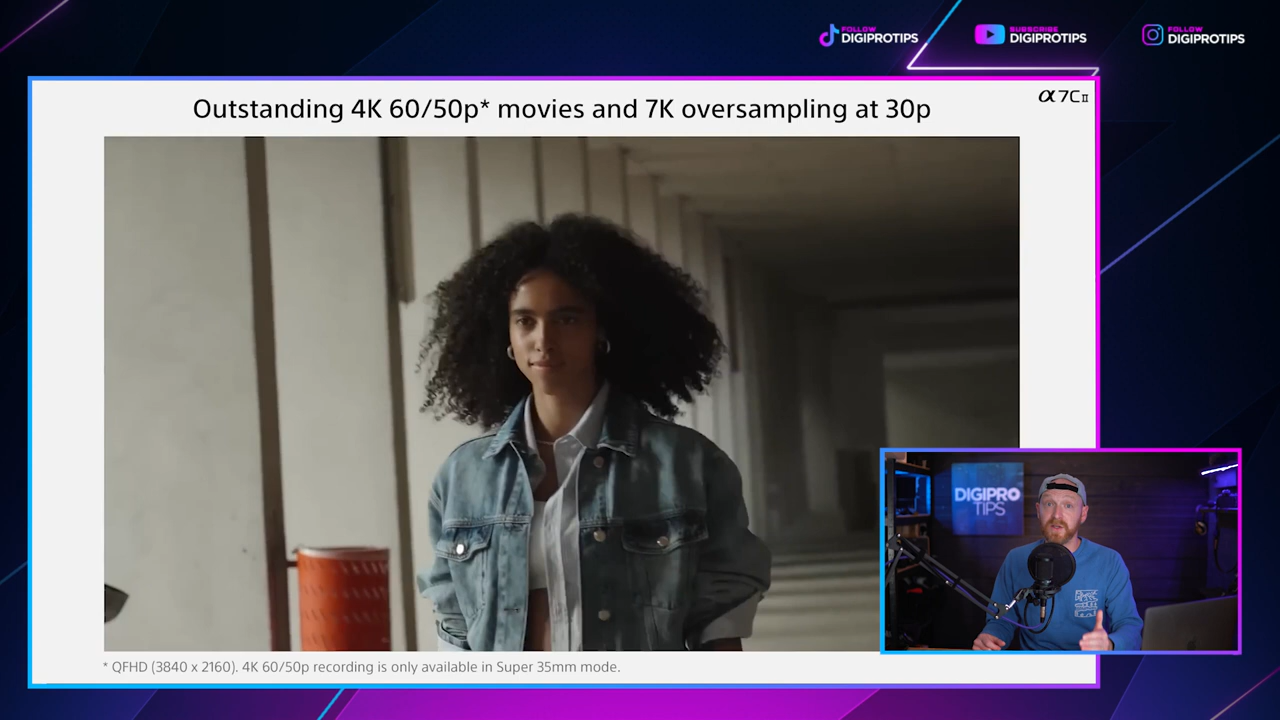 FOLLOW
DIGIPROTIPS
SUBSCRIBE
DIGIPROTIPS
FOLLOW
DIGIPROTIPS
α7CII
Outstanding 4K 60/50p* movies and 7K oversampling at 30p
DIGIPRO
TIPS
* QFHD (3840 x 2160). 4K 60/50p recording is only available in Super 35mm mode.